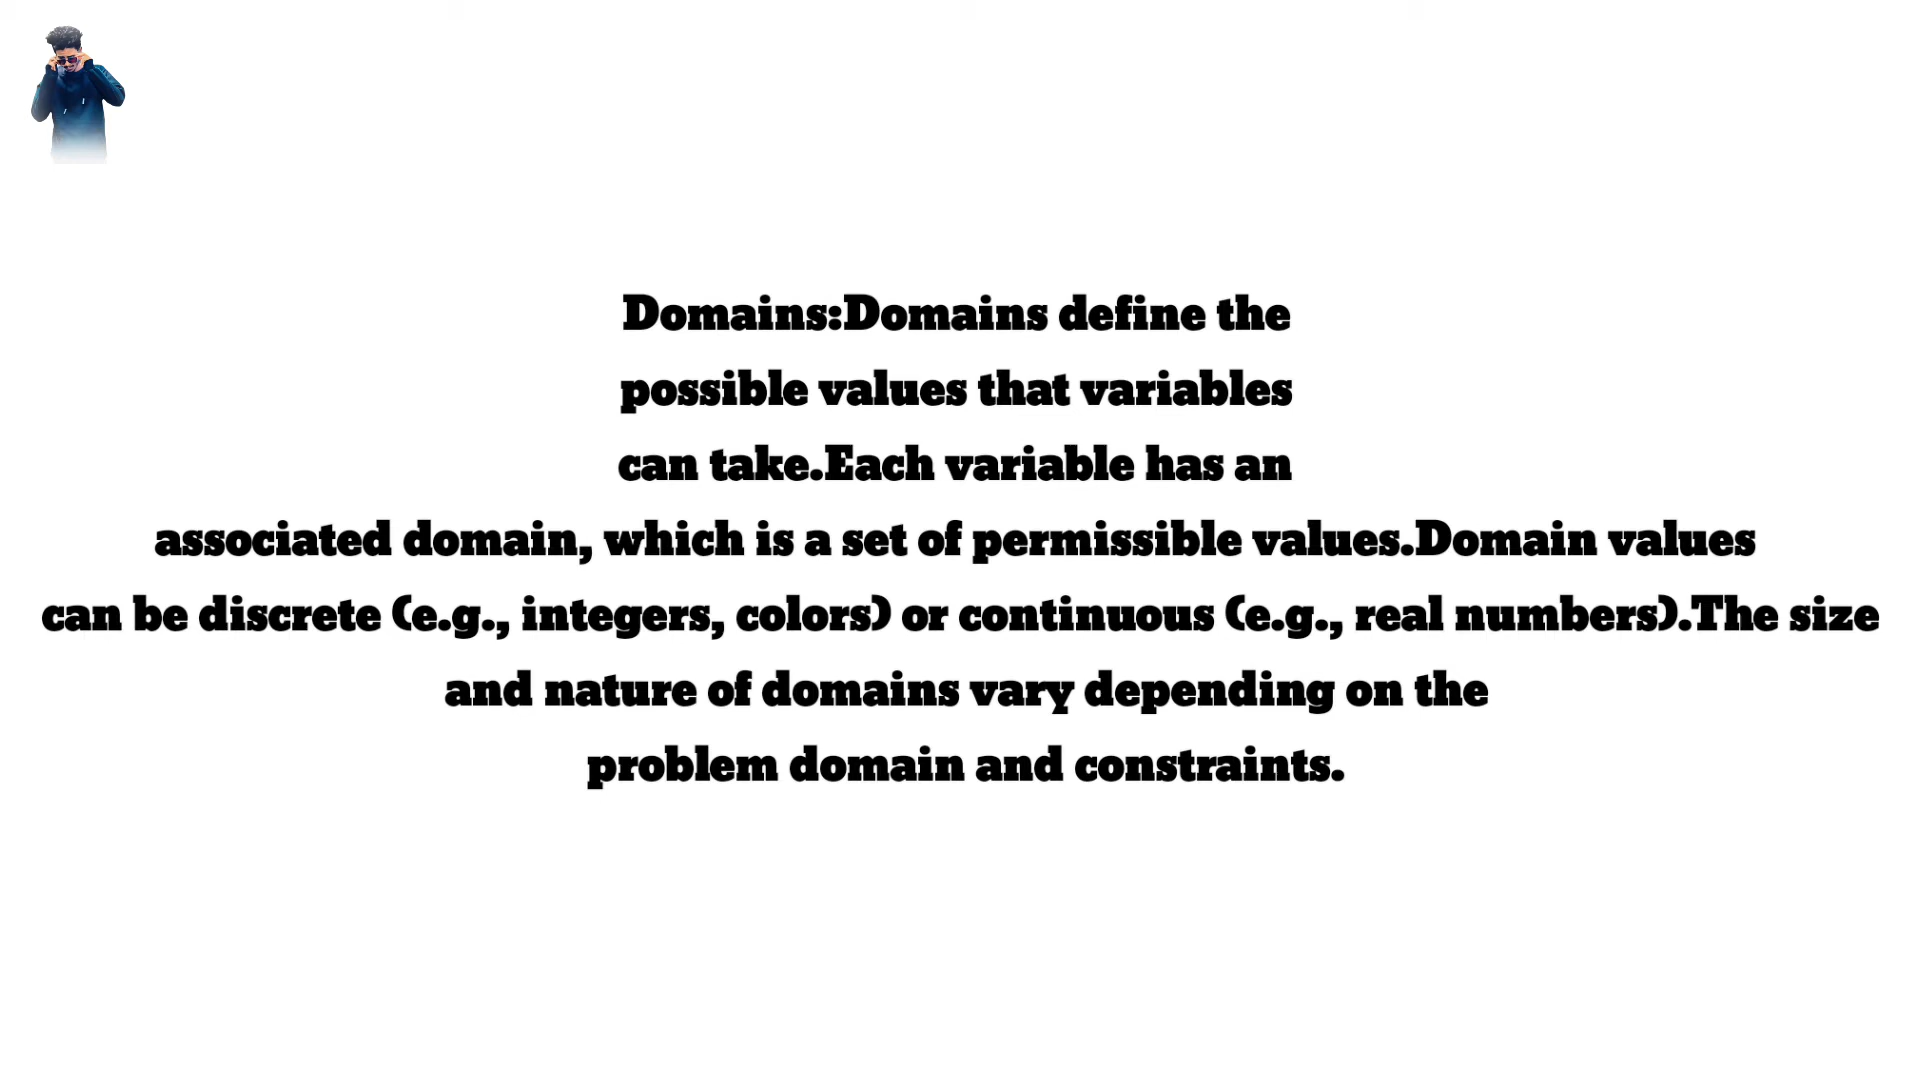 Domains:Domains define the
possible values that variables
can take.Each variable has an
associated domain, which is a set of permissible values.Domain values
can be discrete (e.g., integers, colors) or continuous (e.g., real numbers).The size
and nature of domains vary depending on the
problem domain and constraints.